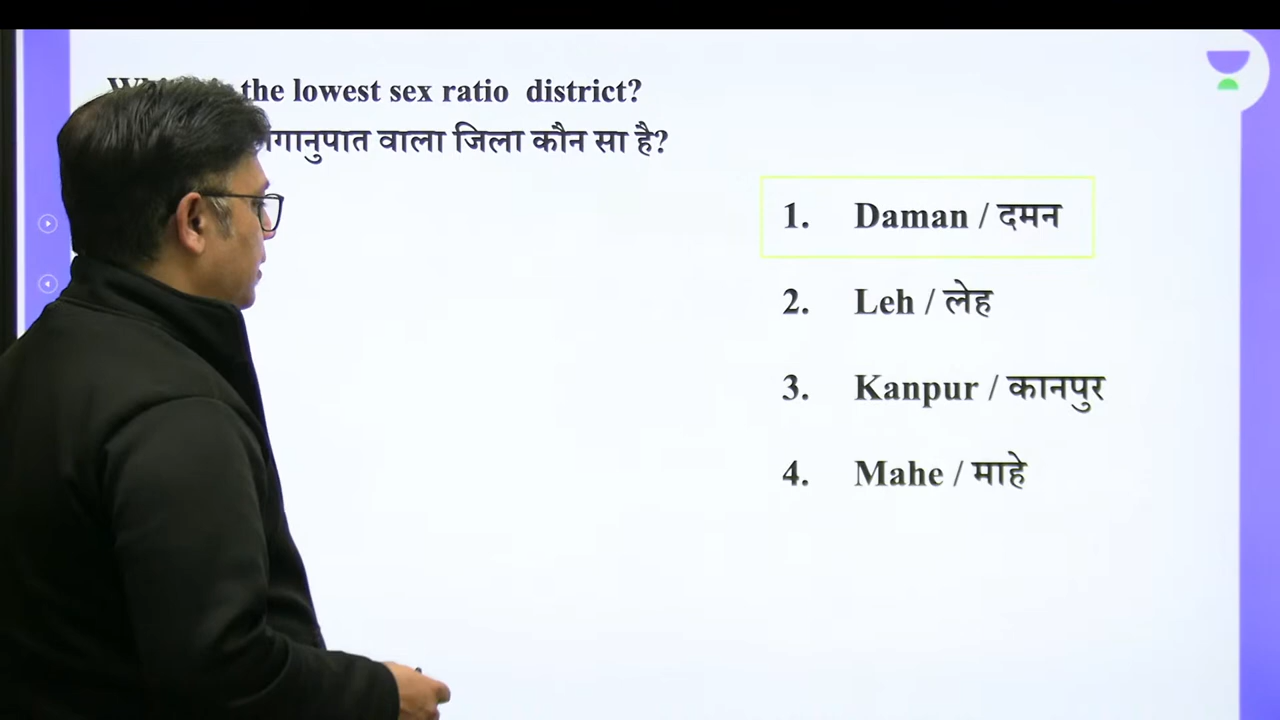 the lowest sex ratio district?
वाला जिला कौन सा है?
1. Daman / दमन
2. Leh / लेह
3. Kanpur / कानपुर
4. Mahe / माहे